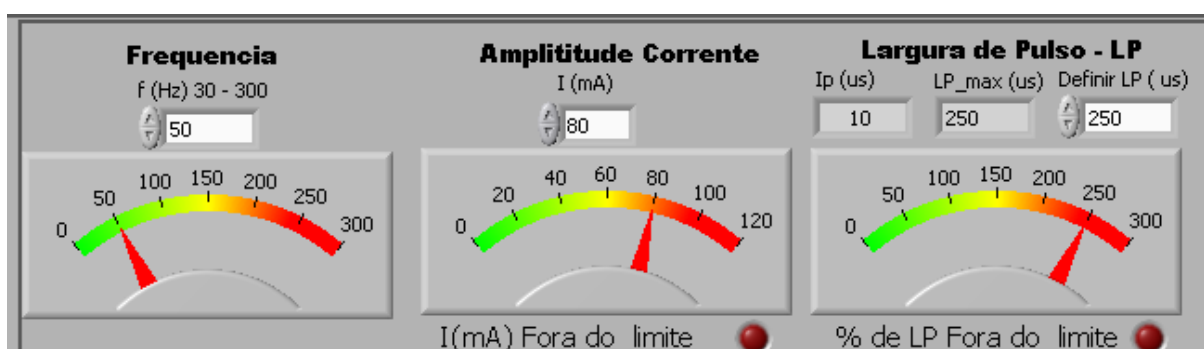 Frequencia
f (Hz) 30 - 300
50
0 50 100 150 200 250 300
Amplititude Corrente
I (mA)
80
0 20 40 60 80 100 120
I(mA) Fora do limite
Largura de Pulso - LP
Ip (us) LP_max (us) Definir LP ( us)
10 250 250
0 50 100 150 200 250 300
% de LP Fora do limite